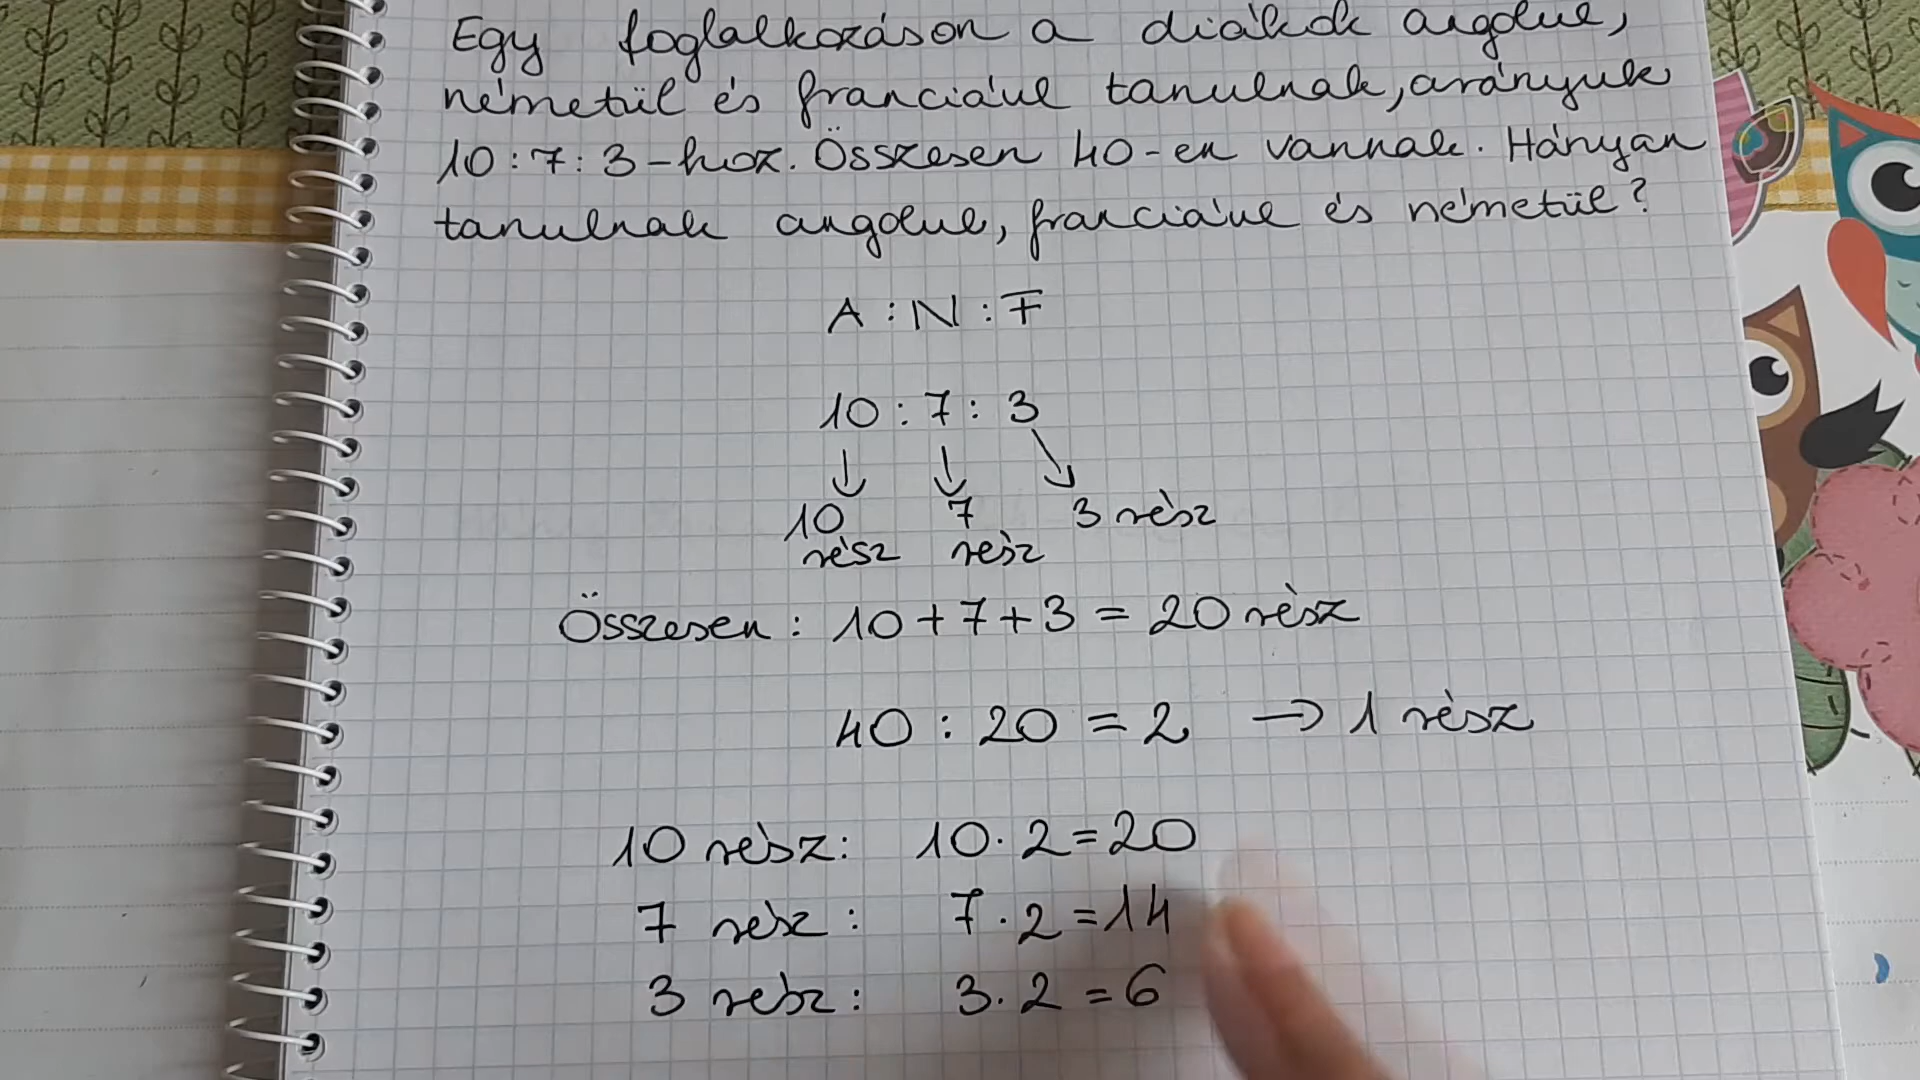 Egy foglalkozáson a diákok angolul,
németül és franciául tanulnak, arányuk
10:7:3-hoz. Összesen 40-en vannak. Hányan
tanulnak angolul, franciául és németül?
A : N : F
10 : 7 : 3
10 7 3 rész
rész rész
Összesen: 10+7+3=20 rész
40:20=2 → 1 rész
10 rész: 10·2=20
7 rész: 7·2=14
3 rész: 3·2=6